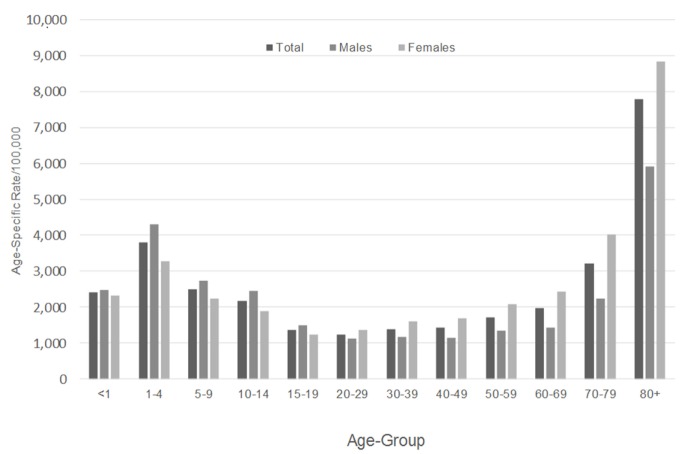 10,000
9,000
8,000
7,000
6,000
5,000
4,000
3,000
2,000
1,000
0
Age-Specific Rate/100,000
Total Males Females
<1 1-4 5-9 10-14 15-19 20-29 30-39 40-49 50-59 60-69 70-79 80+
Age-Group